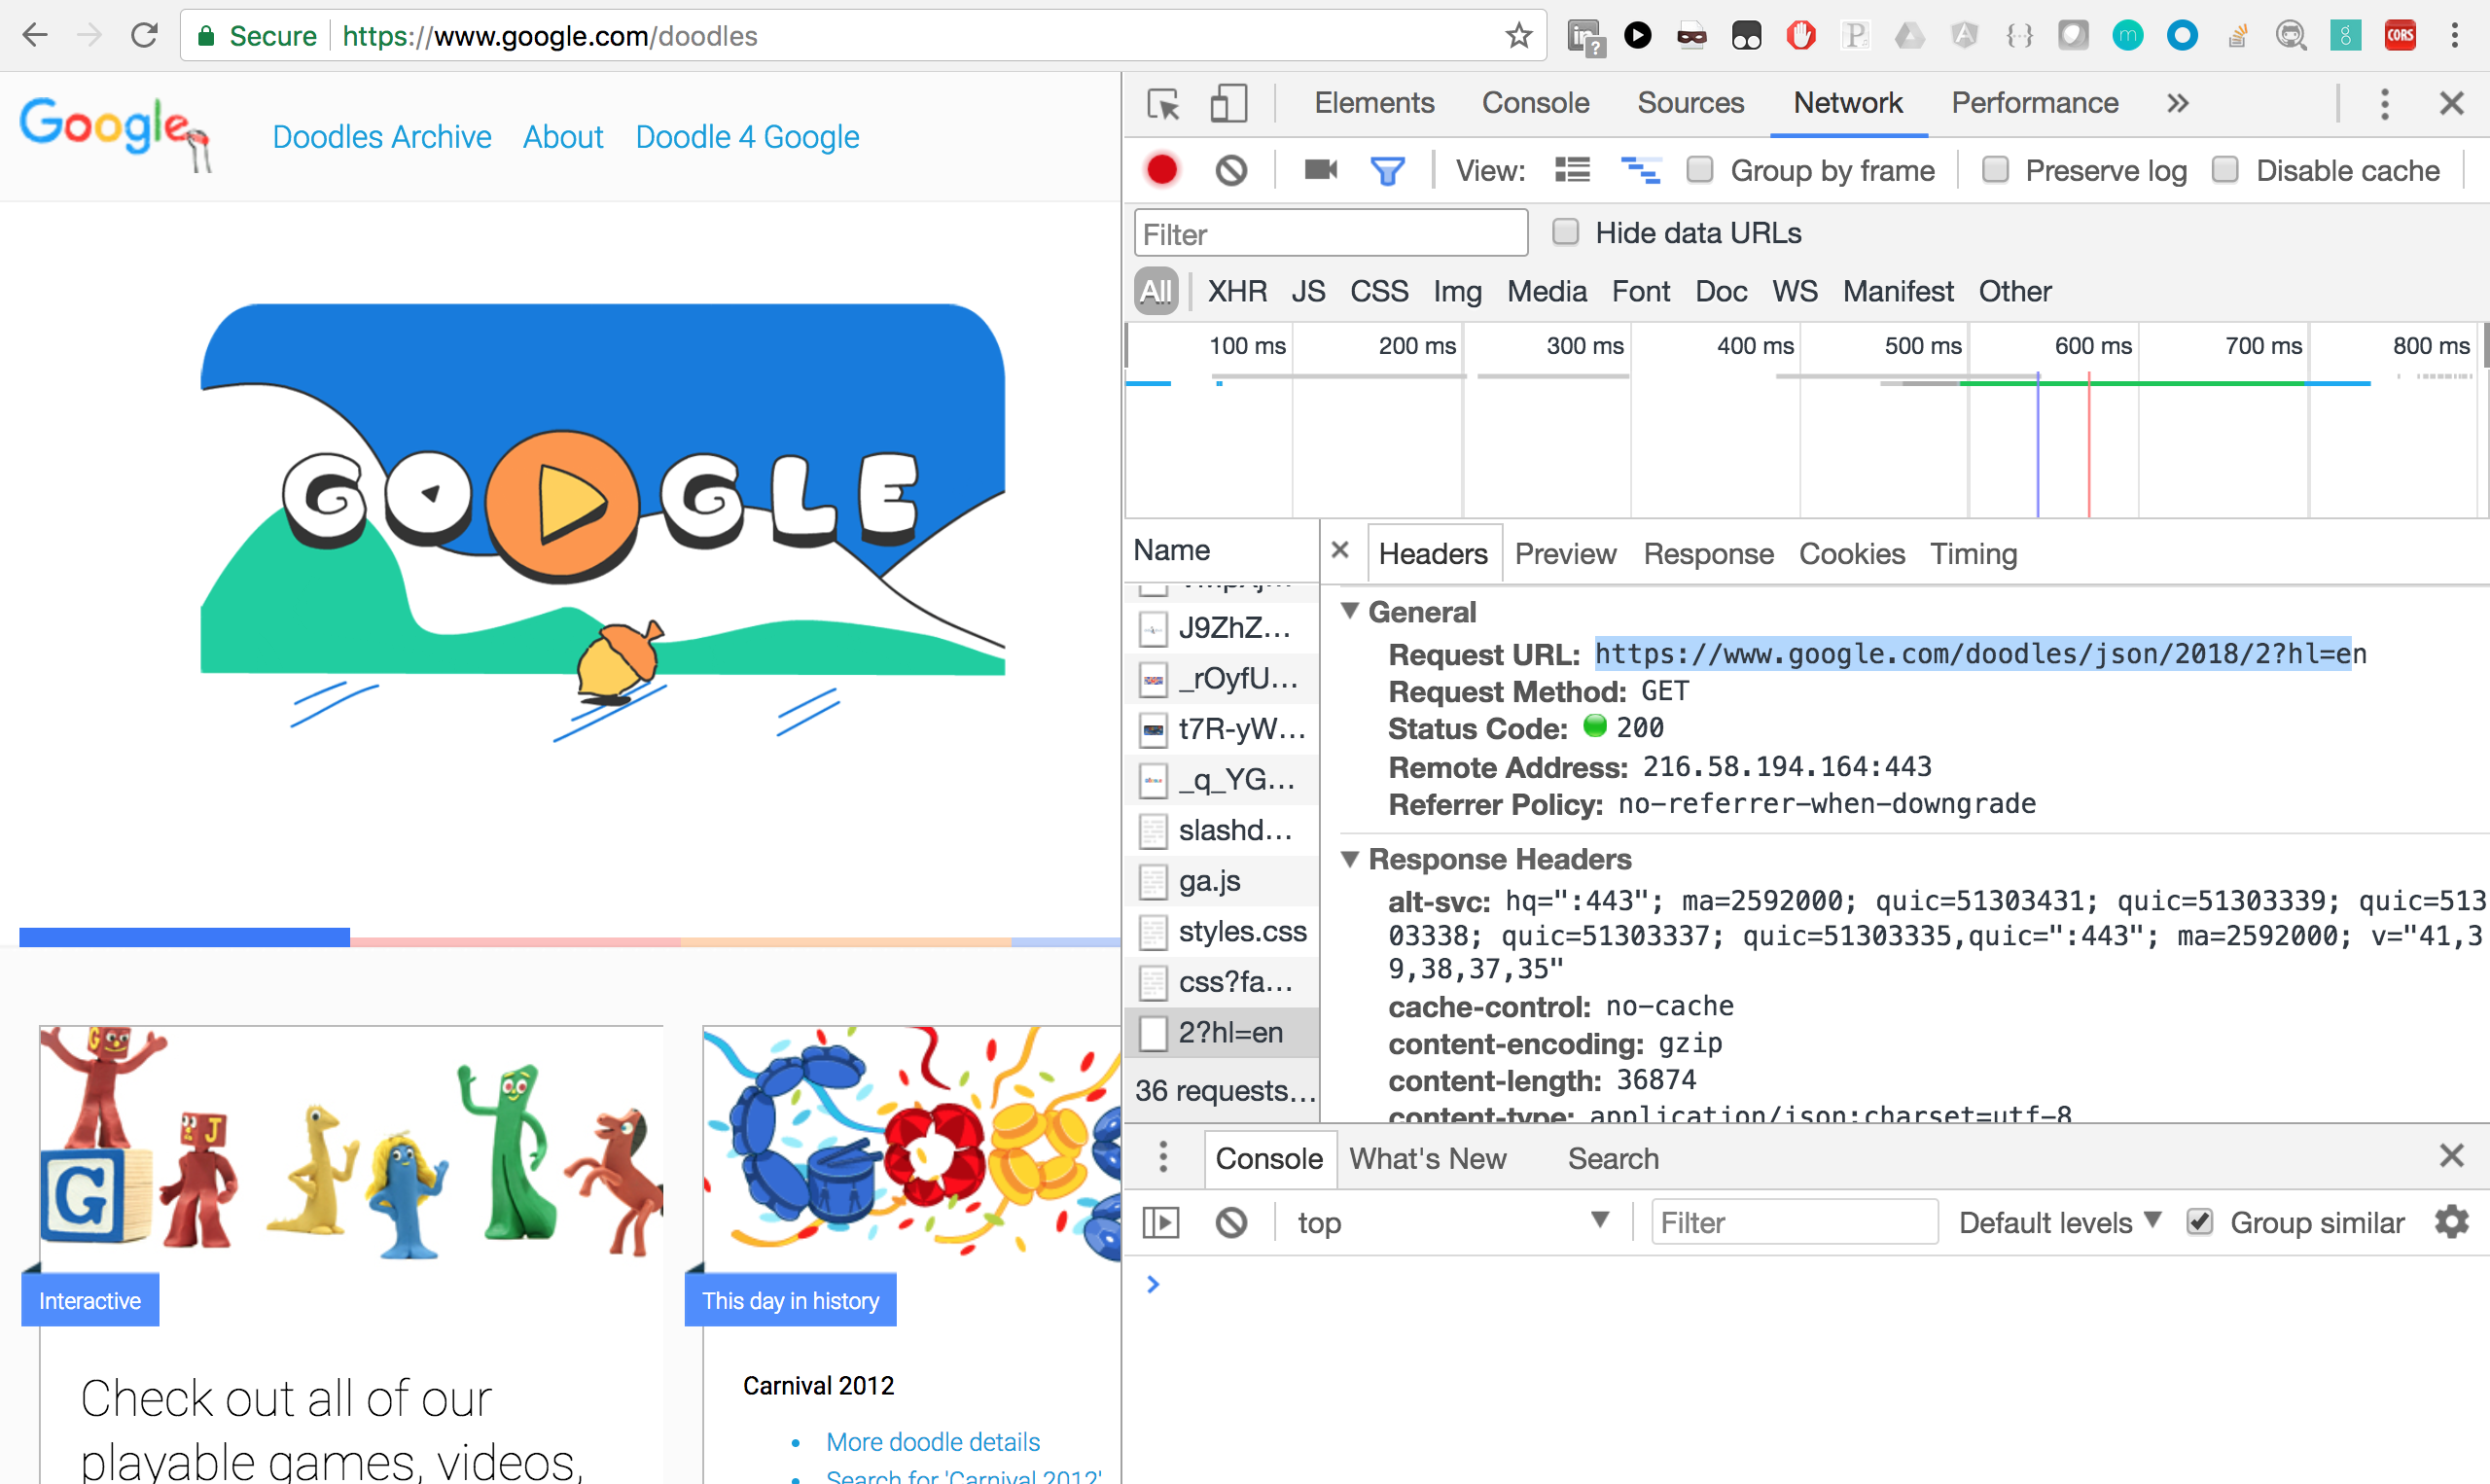 Secure https://www.google.com/doodles
in ? P A {-} m g CORS
Google
Doodles Archive About Doodle 4 Google
GOOGLE
G
J
Interactive
Check out all of our
playable games, videos,
This day in history
Carnival 2012
• More doodle details
• Search for 'Carnival 2012'
Elements Console Sources Network Performance »
View: Group by frame Preserve log Disable cache
Filter Hide data URLs
All XHR JS CSS Img Media Font Doc WS Manifest Other
100 ms 200 ms 300 ms 400 ms 500 ms 600 ms 700 ms 800 ms
Name
J9ZhZ...
_rOyfU...
t7R-yW...
_q_YG...
slashd...
ga.js
styles.css
css?fa...
2?hl=en
36 requests...
× Headers Preview Response Cookies Timing
▼ General
Request URL: https://www.google.com/doodles/json/2018/2?hl=en
Request Method: GET
Status Code: 200
Remote Address: 216.58.194.164:443
Referrer Policy: no-referrer-when-downgrade
▼ Response Headers
alt-svc: hq=":443"; ma=2592000; quic=51303431; quic=51303339; quic=513
03338; quic=51303337; quic=51303335,quic=":443"; ma=2592000; v="41,3
9,38,37,35"
cache-control: no-cache
content-encoding: gzip
content-length: 36874
content-type: application/json;charset=utf-8
Console What's New Search
top ▼ Filter Default levels ▼ Group similar
>